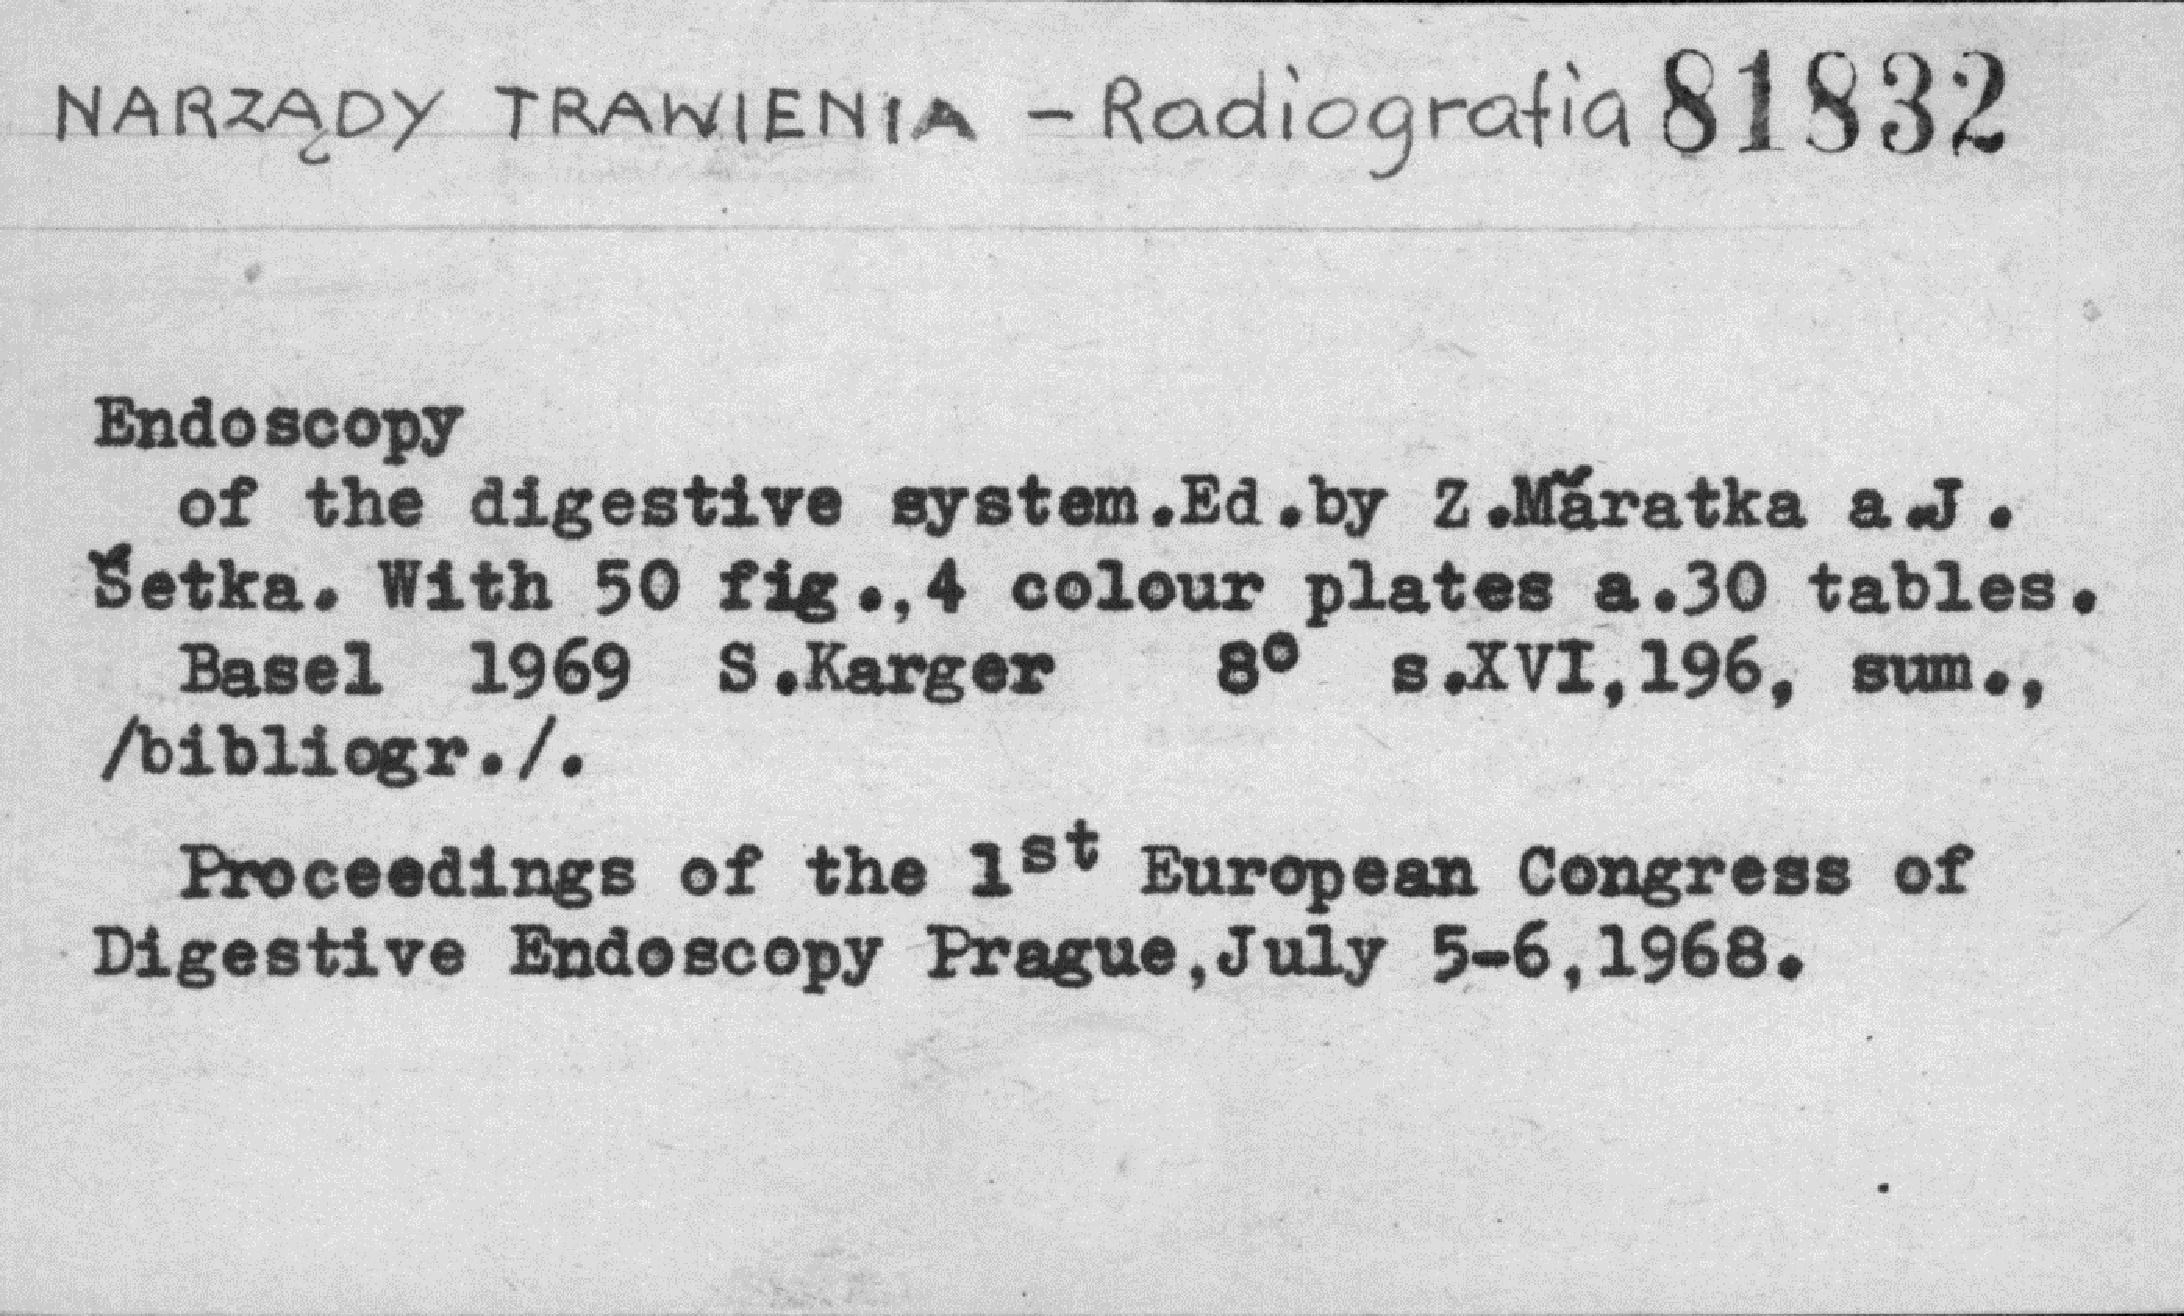 NARZĄDY TRAWIENIA - Radiografia 81832
Endoscopy
of the digestive system.Ed.by Z.Mǎratka a.J.
Šetka. With 50 fig.,4 colour plates a.30 tables.
Basel 1969 S.Karger 8° s.XVI,196, sum.,
/bibliogr./.
Proceedings of the 1st European Congress of
Digestive Endoscopy Prague,July 5-6,1968.